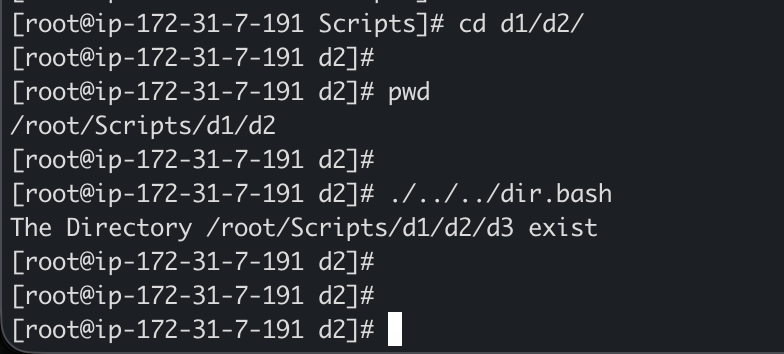 [root@ip-172-31-7-191 Scripts]# cd d1/d2/
[root@ip-172-31-7-191 d2]#
[root@ip-172-31-7-191 d2]# pwd
/root/Scripts/d1/d2
[root@ip-172-31-7-191 d2]#
[root@ip-172-31-7-191 d2]# ./../../dir.bash
The Directory /root/Scripts/d1/d2/d3 exist
[root@ip-172-31-7-191 d2]#
[root@ip-172-31-7-191 d2]#
[root@ip-172-31-7-191 d2]#